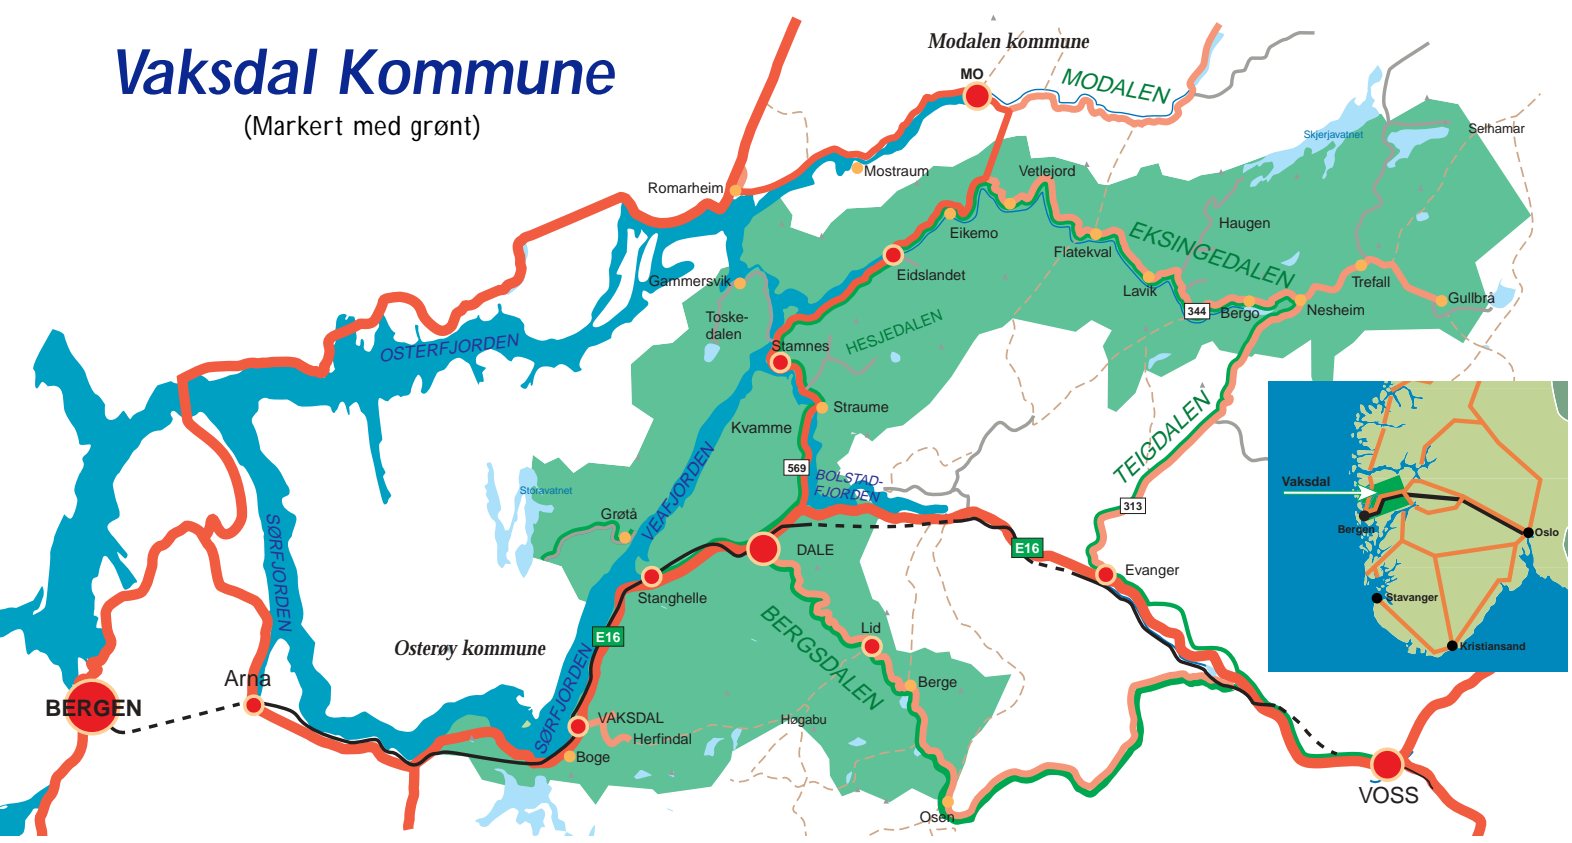 Vaksdal Kommune
(Markert med grønt)
Modalen kommune
MO
MODALEN
Skjerjavatnet
Selhamar
Mostraum
Romarheim
Vetlejord
Haugen
Eikemo
Flatekval
EKSINGEDALEN
Eidslandet
Gammersvik
Lavik
344
Bergo
Nesheim
Trefall
Gullbrå
Toske-
dalen
HESJEDALEN
Stamnes
OSTERFJORDEN
Straume
Kvamme
TEIGDALEN
569
BOLSTAD-
FJORDEN
313
Storavatnet
Grøtå
VEAFJORDEN
SØRFJORDEN
DALE
E16
Evanger
Stanghelle
E16
BERGSDALEN
Lid
Osterøy kommune
SØRFJORDEN
Berge
Arna
BERGEN
VAKSDAL
Herfindal
Høgabu
Boge
Osen
VOSS
Vaksdal
Bergen
Oslo
Stavanger
Kristiansand